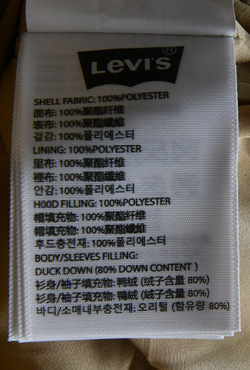 LEVI'S®
SHELL FABRIC: 100%POLYESTER
面布: 100%聚酯纤维
表布: 100%聚酯纖維
겉감: 100%폴리에스터
LINING: 100%POLYESTER
里布: 100%聚酯纤维
裡布: 100%聚酯纖維
안감: 100%폴리에스터
HOOD FILLING: 100%POLYESTER
帽填充物: 100%聚酯纤维
帽填充物: 100%聚酯纖維
후드충전재: 100%폴리에스터
BODY/SLEEVES FILLING:
DUCK DOWN (80% DOWN CONTENT )
衫身/袖子填充物: 鸭绒 (绒子含量 80%)
衫身/袖子填充物: 鴨絨 (絨子含量 80%)
바디/소매내부충전재: 오리털 (함유량 80%)